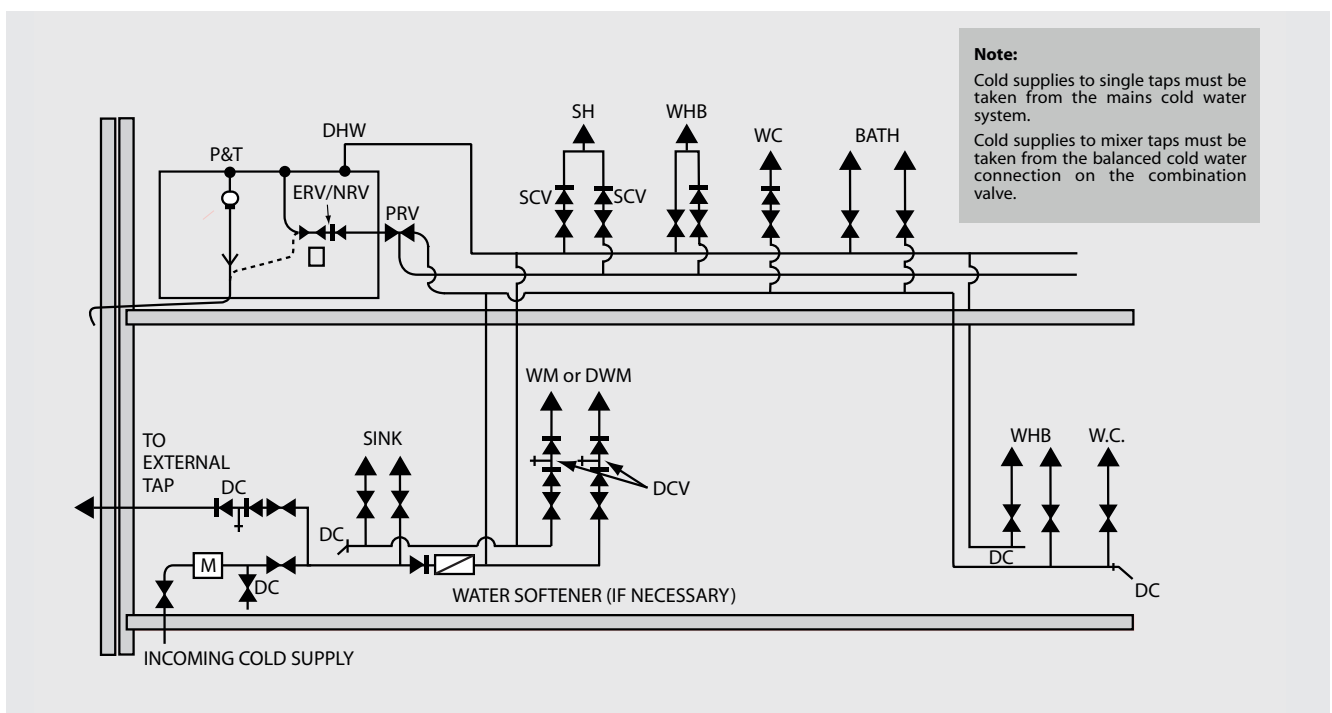 Note:
Cold supplies to single taps must be
taken from the mains cold water
system.
Cold supplies to mixer taps must be
taken from the balanced cold water
connection on the combination
valve.
SH
WHB
WC
BATH
DHW
P&T
ERV/NRV
PRV
SCV
SCV
WM or DWM
SINK
TO
EXTERNAL
TAP
DC
DCV
DC
WHB
W.C.
M
DC
DC
DC
WATER SOFTENER (IF NECESSARY)
INCOMING COLD SUPPLY